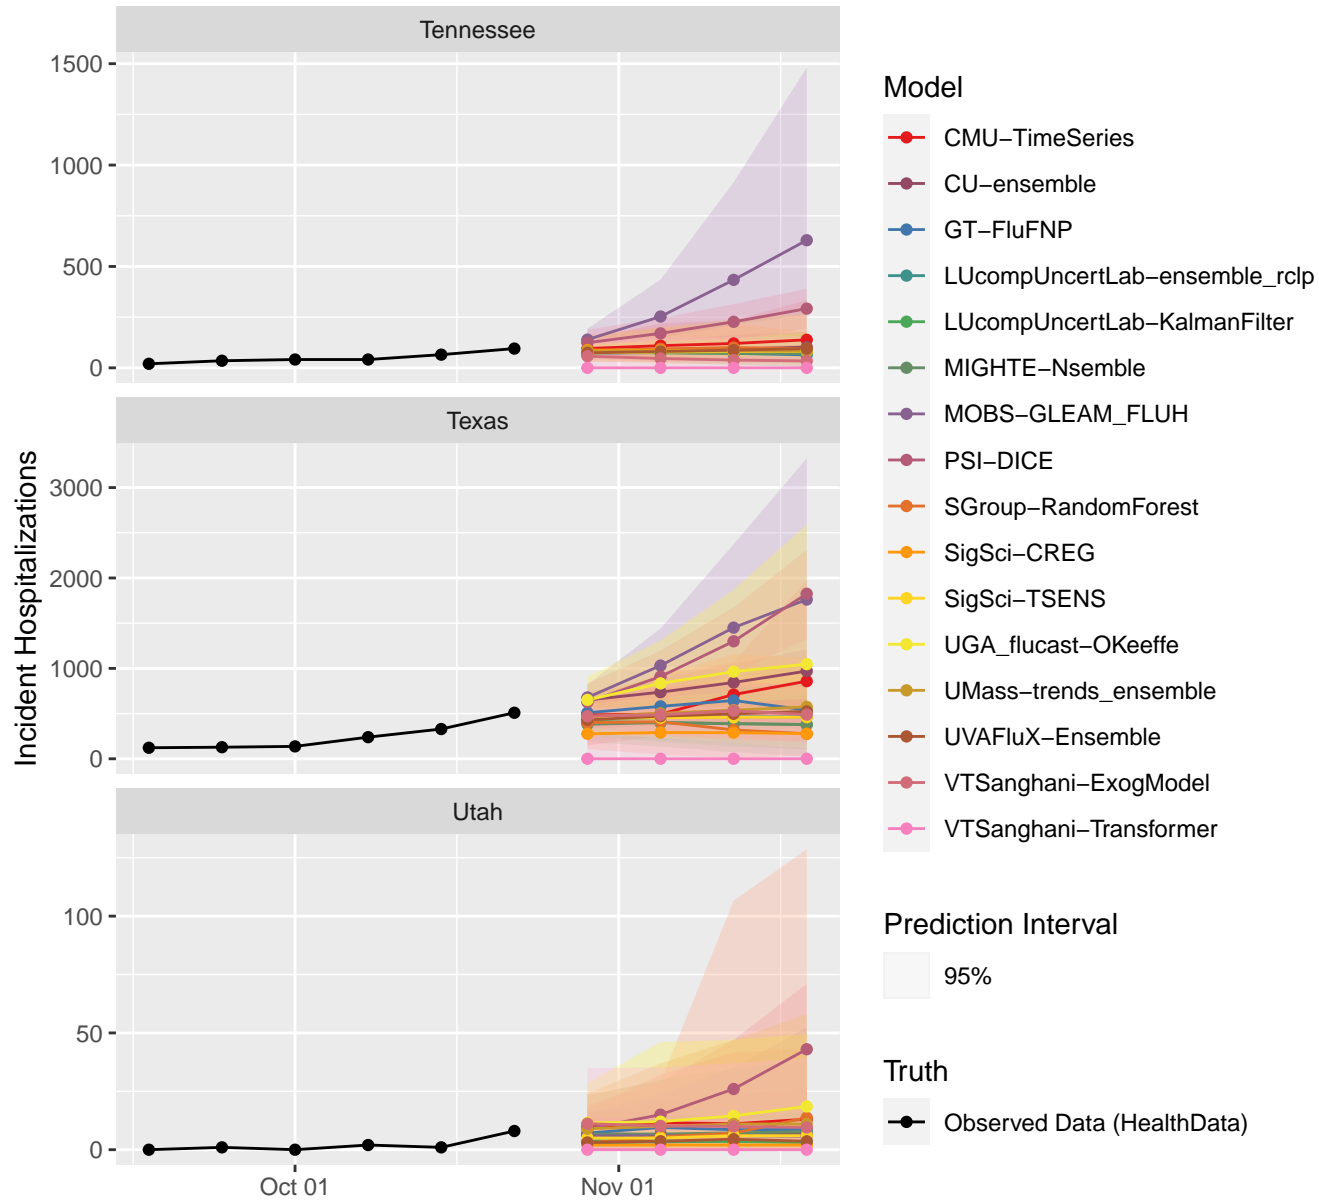 Tennessee
1500
1000
500
0
Texas
3000
2000
1000
0
Utah
100
50
0
Oct 01
Nov 01
Incident Hospitalizations
Model
CMU−TimeSeries
CU−ensemble
GT−FluFNP
LUcompUncertLab−ensemble_rclp
LUcompUncertLab−KalmanFilter
MIGHTE−Nsemble
MOBS−GLEAM_FLUH
PSI−DICE
SGroup−RandomForest
SigSci−CREG
SigSci−TSENS
UGA_flucast−OKeeffe
UMass−trends_ensemble
UVAFluX−Ensemble
VTSanghani−ExogModel
VTSanghani−Transformer
Prediction Interval
95%
Truth
Observed Data (HealthData)